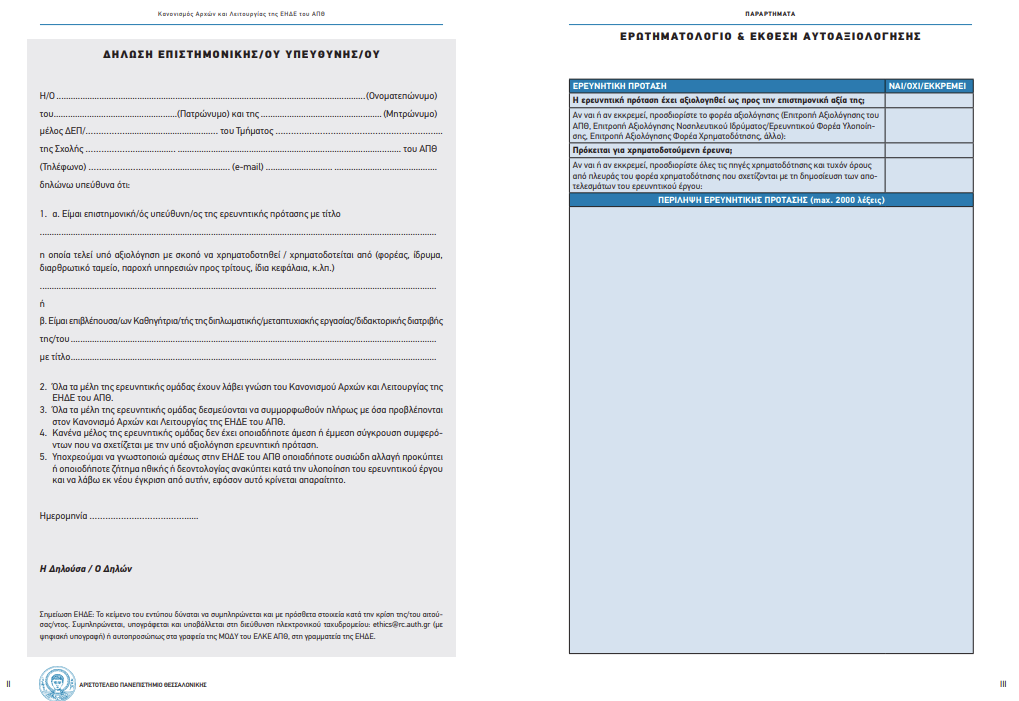 Κανονισμός Αρχών και Λειτουργίας της ΕΗΔΕ του ΑΠΘ
ΔΗΛΩΣΗ ΕΠΙΣΤΗΜΟΝΙΚΗΣ/ΟΥ ΥΠΕΥΘΥΝΗΣ/ΟΥ
Η/Ο ..........(Ονοματεπώνυμο)
του..........(Πατρώνυμο) και της .......... (Μητρώνυμο)
μέλος ΔΕΠ/.......... του Τμήματος ..........
της Σχολής .......... του ΑΠΘ
(Τηλέφωνο) .......... (e-mail) ..........
δηλώνω υπεύθυνα ότι:
1. α. Είμαι επιστημονική/ός υπεύθυνη/ος της ερευνητικής πρότασης με τίτλο
..........
η οποία τελεί υπό αξιολόγηση με σκοπό να χρηματοδοτηθεί / χρηματοδοτείται από (φορέας, ίδρυμα,
διαρθρωτικό ταμείο, παροχή υπηρεσιών προς τρίτους, ίδια κεφάλαια, κ.λπ.)
..........
ή
β. Είμαι επιβλέπουσα/ων Καθηγήτρια/τής της διπλωματικής/μεταπτυχιακής εργασίας/διδακτορικής διατριβής
της/του ..........
με τίτλο..........
2. Όλα τα μέλη της ερευνητικής ομάδας έχουν λάβει γνώση του Κανονισμού Αρχών και Λειτουργίας της
ΕΗΔΕ του ΑΠΘ.
3. Όλα τα μέλη της ερευνητικής ομάδας δεσμεύονται να συμμορφωθούν πλήρως με όσα προβλέπονται
στον Κανονισμό Αρχών και Λειτουργίας της ΕΗΔΕ του ΑΠΘ.
4. Κανένα μέλος της ερευνητικής ομάδας δεν έχει οποιαδήποτε άμεση ή έμμεση σύγκρουση συμφερό-
ντων που να σχετίζεται με την υπό αξιολόγηση ερευνητική πρόταση.
5. Υποχρεούμαι να γνωστοποιώ αμέσως στην ΕΗΔΕ του ΑΠΘ οποιαδήποτε ουσιώδη αλλαγή προκύπτει
ή οποιοδήποτε ζήτημα ηθικής ή δεοντολογίας ανακύπτει κατά την υλοποίηση του ερευνητικού έργου
και να λάβω εκ νέου έγκριση από αυτήν, εφόσον αυτό κρίνεται απαραίτητο.
Ημερομηνία ..........
Η Δηλούσα / Ο Δηλών
Σημείωση ΕΗΔΕ: Το κείμενο του εντύπου δύναται να συμπληρώνεται και με πρόσθετα στοιχεία κατά την κρίση της/του αιτού-
σας/ντος. Συμπληρώνεται, υπογράφεται και υποβάλλεται στη διεύθυνση ηλεκτρονικού ταχυδρομείου: ethics@rc.auth.gr (με
ψηφιακή υπογραφή) ή αυτοπροσώπως στα γραφεία της ΜΟΔΥ του ΕΛΚΕ ΑΠΘ, στη γραμματεία της ΕΗΔΕ.
II
ΑΡΙΣΤΟΤΕΛΕΙΟ ΠΑΝΕΠΙΣΤΗΜΙΟ ΘΕΣΣΑΛΟΝΙΚΗΣ
ΠΑΡΑΡΤΗΜΑΤΑ
ΕΡΩΤΗΜΑΤΟΛΟΓΙΟ & ΕΚΘΕΣΗ ΑΥΤΟΑΞΙΟΛΟΓΗΣΗΣ
ΕΡΕΥΝΗΤΙΚΗ ΠΡΟΤΑΣΗ ΝΑΙ/ΟΧΙ/ΕΚΚΡΕΜΕΙ
Η ερευνητική πρόταση έχει αξιολογηθεί ως προς την επιστημονική αξία της;
Αν ναι ή αν εκκρεμεί, προσδιορίστε το φορέα αξιολόγησης (Επιτροπή Αξιολόγησης του
ΑΠΘ, Επιτροπή Αξιολόγησης Νοσηλευτικού Ιδρύματος/Ερευνητικού Φορέα Υλοποίη-
σης, Επιτροπή Αξιολόγησης Φορέα Χρηματοδότησης, άλλο):
Πρόκειται για χρηματοδοτούμενη έρευνα;
Αν ναι ή αν εκκρεμεί, προσδιορίστε όλες τις πηγές χρηματοδότησης και τυχόν όρους
από πλευράς του φορέα χρηματοδότησης που σχετίζονται με τη δημοσίευση των απο-
τελεσμάτων του ερευνητικού έργου:
ΠΕΡΙΛΗΨΗ ΕΡΕΥΝΗΤΙΚΗΣ ΠΡΟΤΑΣΗΣ (max. 2000 λέξεις)
III